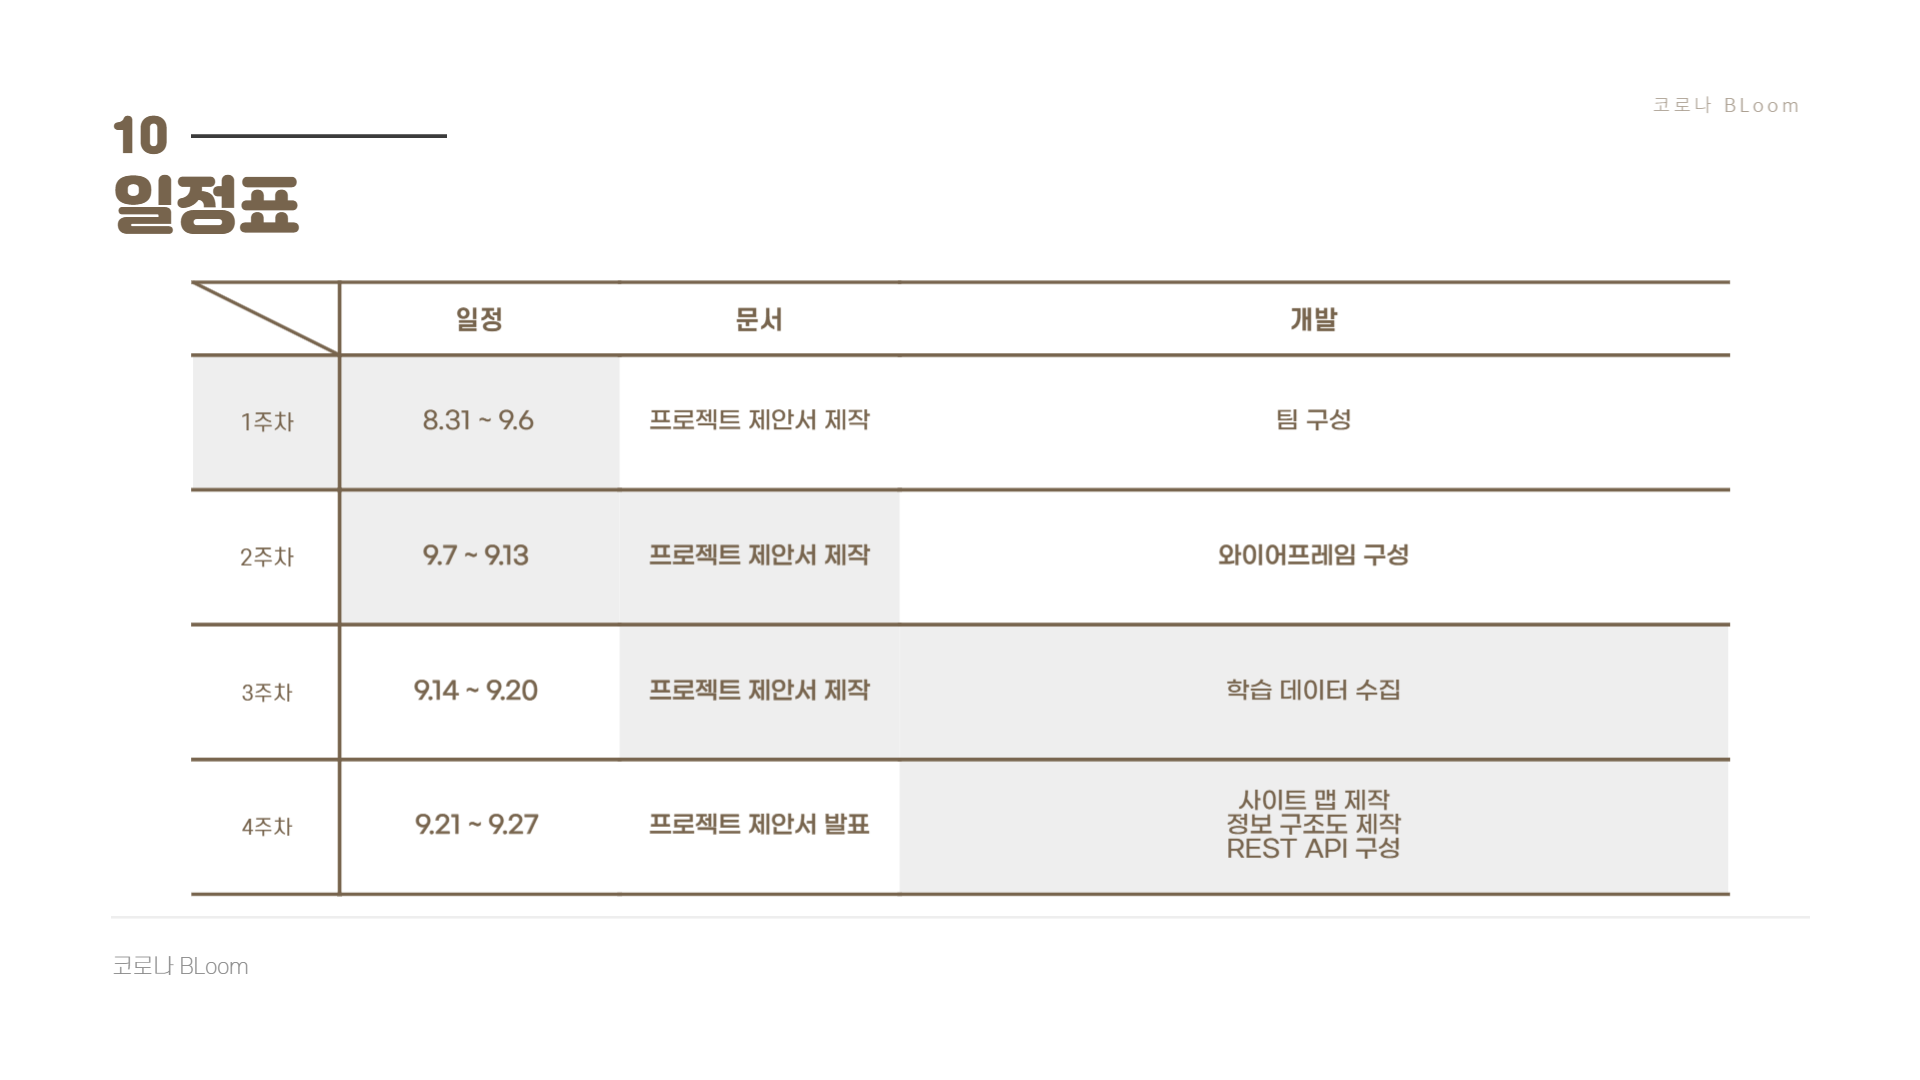 코로나 BLoom
10
일정표
일정 문서 개발
1주차 8.31 ~ 9.6 프로젝트 제안서 제작 팀 구성
2주차 9.7 ~ 9.13 프로젝트 제안서 제작 와이어프레임 구성
3주차 9.14 ~ 9.20 프로젝트 제안서 제작 학습 데이터 수집
4주차 9.21 ~ 9.27 프로젝트 제안서 발표 사이트 맵 제작
정보 구조도 제작
REST API 구성
코로나 BLoom